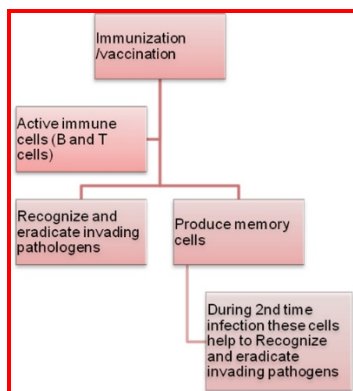 Immunization
/vaccination
Active immune
cells (B and T
cells)
Recognize and
eradicate invading
pathologens
Produce memory
cells
During 2nd time
infection these cells
help to Recognize
and eradicate
invading pathogens